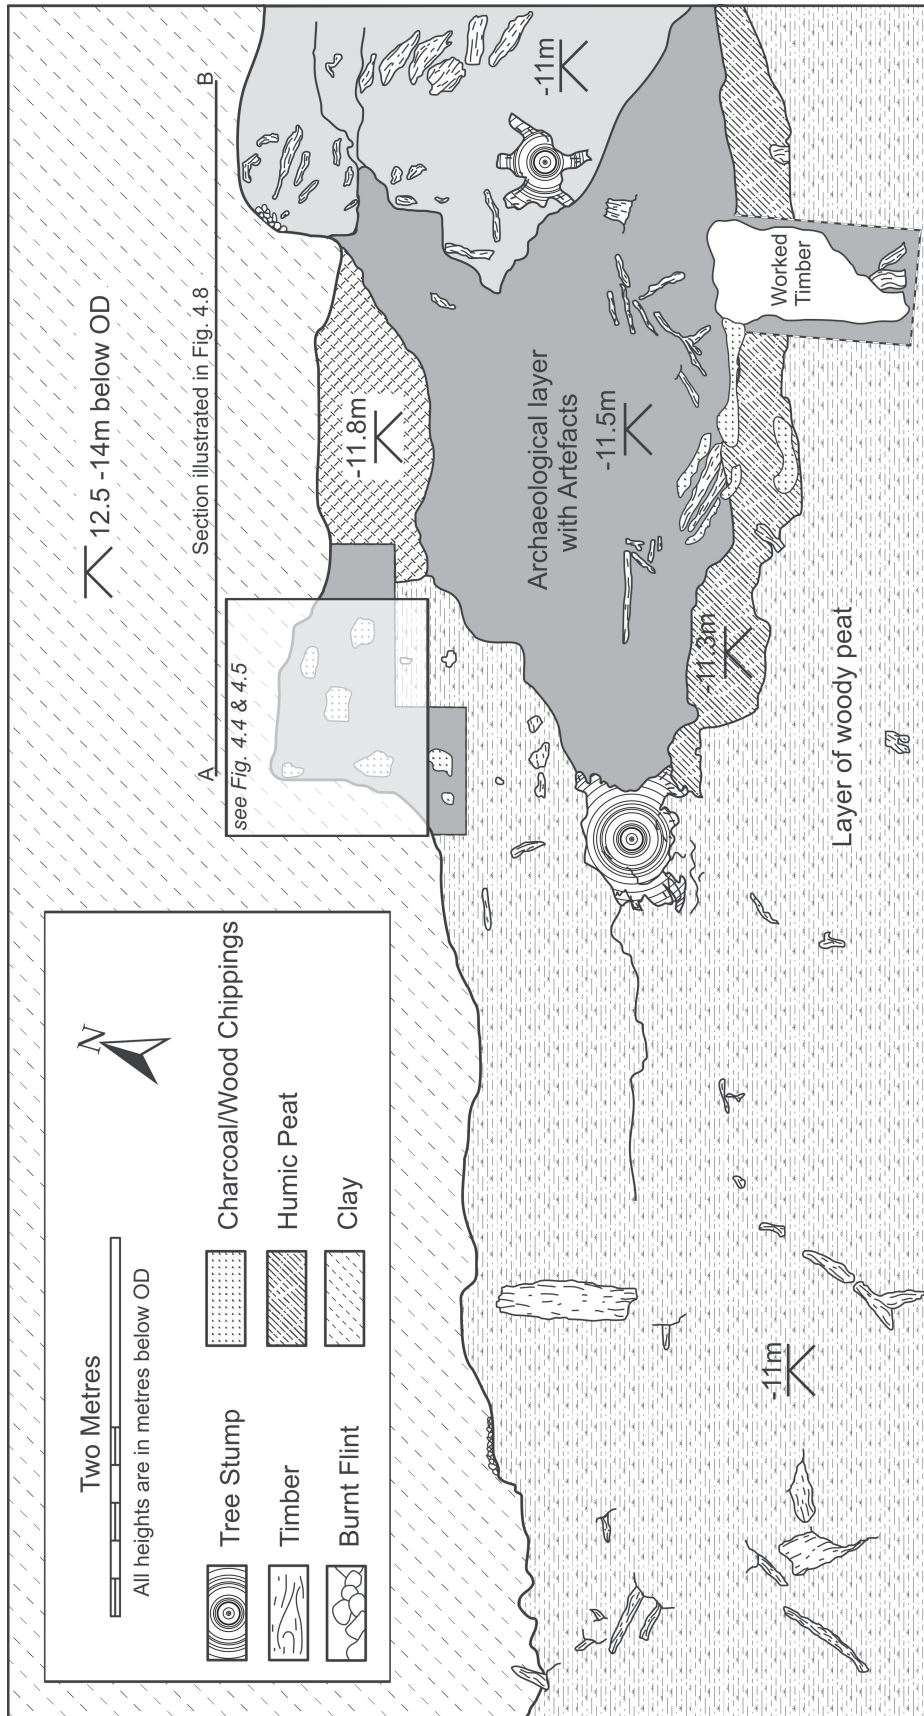 Two Metres
All heights are in metres below OD
Tree Stump
Timber
Burnt Flint
Charcoal/Wood Chippings
Humic Peat
Clay
N
12.5 -14m below OD
Section illustrated in Fig. 4.8
A
B
see Fig. 4.4 & 4.5
-11.8m
-11m
Archaeological layer
with Artefacts
-11.5m
Worked
Timber
-11.3m
Layer of woody peat
-11m